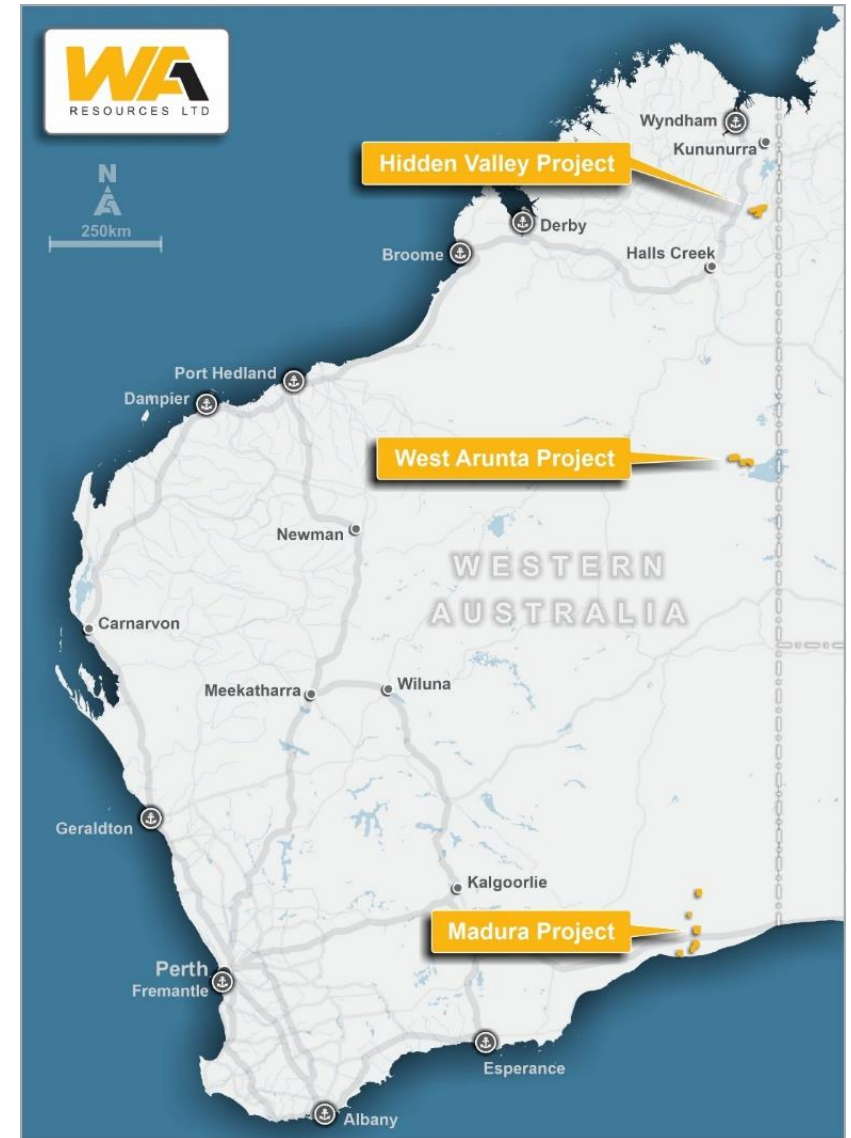 WA1
RESOURCES LTD
N
250km
Wyndham
Kununurra
Hidden Valley Project
Derby
Broome
Halls Creek
Port Hedland
Dampier
West Arunta Project
Newman
WESTERN
AUSTRALIA
Carnarvon
Meekatharra
Wiluna
Geraldton
Kalgoorlie
Madura Project
Perth
Fremantle
Esperance
Albany